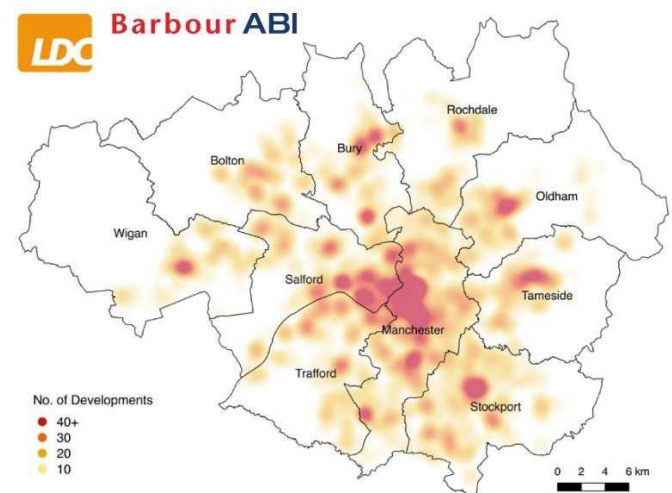 LDC
Barbour ABI
Rochdale
Bury
Bolton
Oldham
Wigan
Salford
Tameside
Manchester
Trafford
Stockport
No. of Developments
40+
30
20
10
0 2 4 6 km